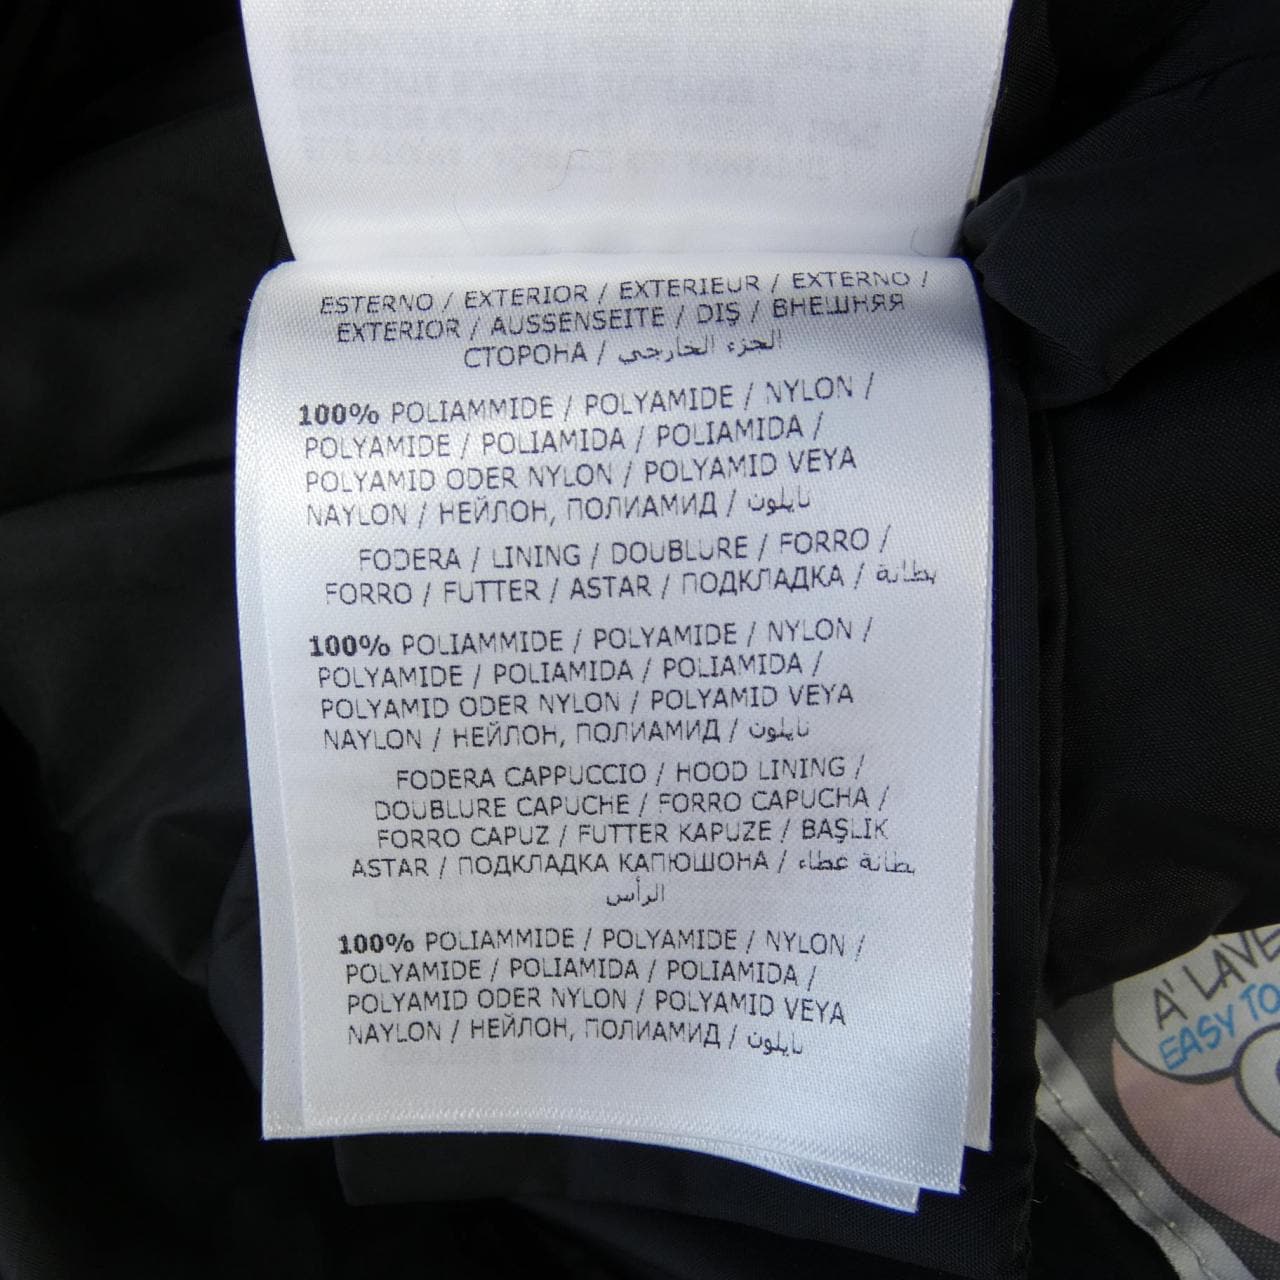 ESTERNO / EXTERIOR / EXTERIEUR / EXTERNO /
EXTERIOR / AUSSENSEITE / DIŞ / ВНЕШНЯЯ
СТОРОНА / الجزء الخارجي
100% POLIAMMIDE / POLYAMIDE / NYLON /
POLYAMIDE / POLIAMIDA / POLIAMIDA /
POLYAMID ODER NYLON / POLYAMID VEYA
NAYLON / НЕЙЛОН, ПОЛИАМИД / نايلون
FODERA / LINING / DOUBLURE / FORRO /
FORRO / FUTTER / ASTAR / ПОДКЛАДКА / بطانة
100% POLIAMMIDE / POLYAMIDE / NYLON /
POLYAMIDE / POLIAMIDA / POLIAMIDA /
POLYAMID ODER NYLON / POLYAMID VEYA
NAYLON / НЕЙЛОН, ПОЛИАМИД / نايلون
FODERA CAPPUCCIO / HOOD LINING /
DOUBLURE CAPUCHE / FORRO CAPUCHA /
FORRO CAPUZ / FUTTER KAPUZE / BAŞLIK
ASTAR / ПОДКЛАДКА КАПЮШОНА / بطانة غطاء
الرأس
100% POLIAMMIDE / POLYAMIDE / NYLON /
POLYAMIDE / POLIAMIDA / POLIAMIDA /
POLYAMID ODER NYLON / POLYAMID VEYA
NAYLON / НЕЙЛОН, ПОЛИАМИД / نايلون
A' LAVE
EASY TO